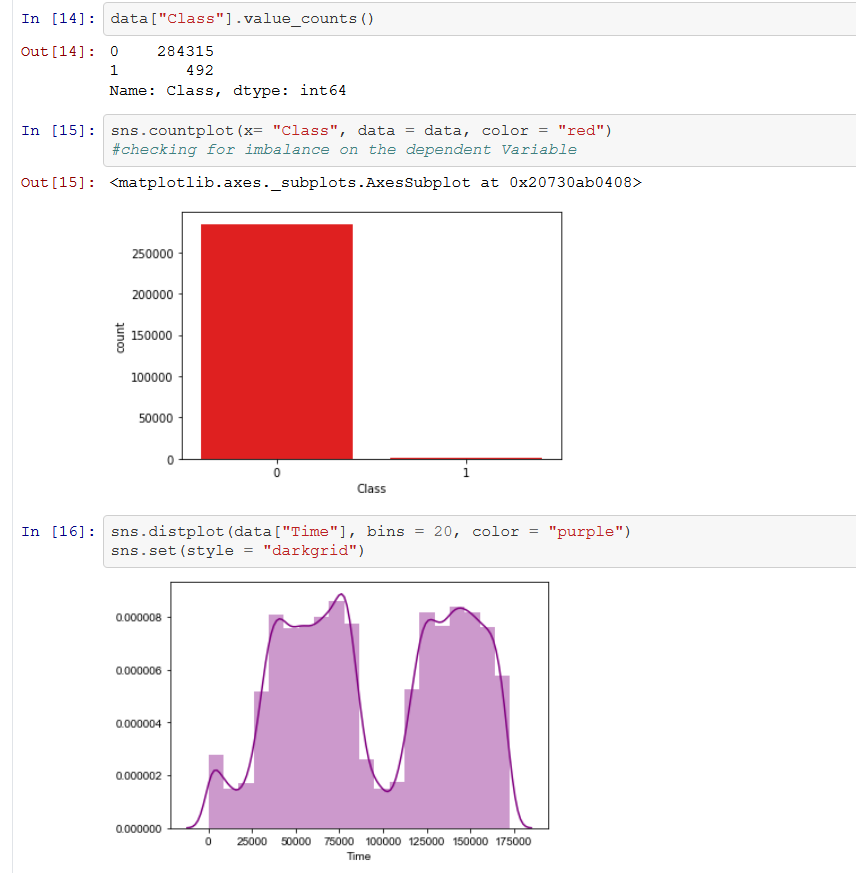 In [14]: data["Class"].value_counts()
Out[14]: 0    284315
1       492
Name: Class, dtype: int64
In [15]: sns.countplot(x= "Class", data = data, color = "red")
#checking for imbalance on the dependent Variable
Out[15]: <matplotlib.axes._subplots.AxesSubplot at 0x20730ab0408>
250000
200000
150000
100000
50000
0
count
0 1
Class
In [16]: sns.distplot(data["Time"], bins = 20, color = "purple")
sns.set(style = "darkgrid")
0.000008
0.000006
0.000004
0.000002
0.000000
0 25000 50000 75000 100000 125000 150000 175000
Time